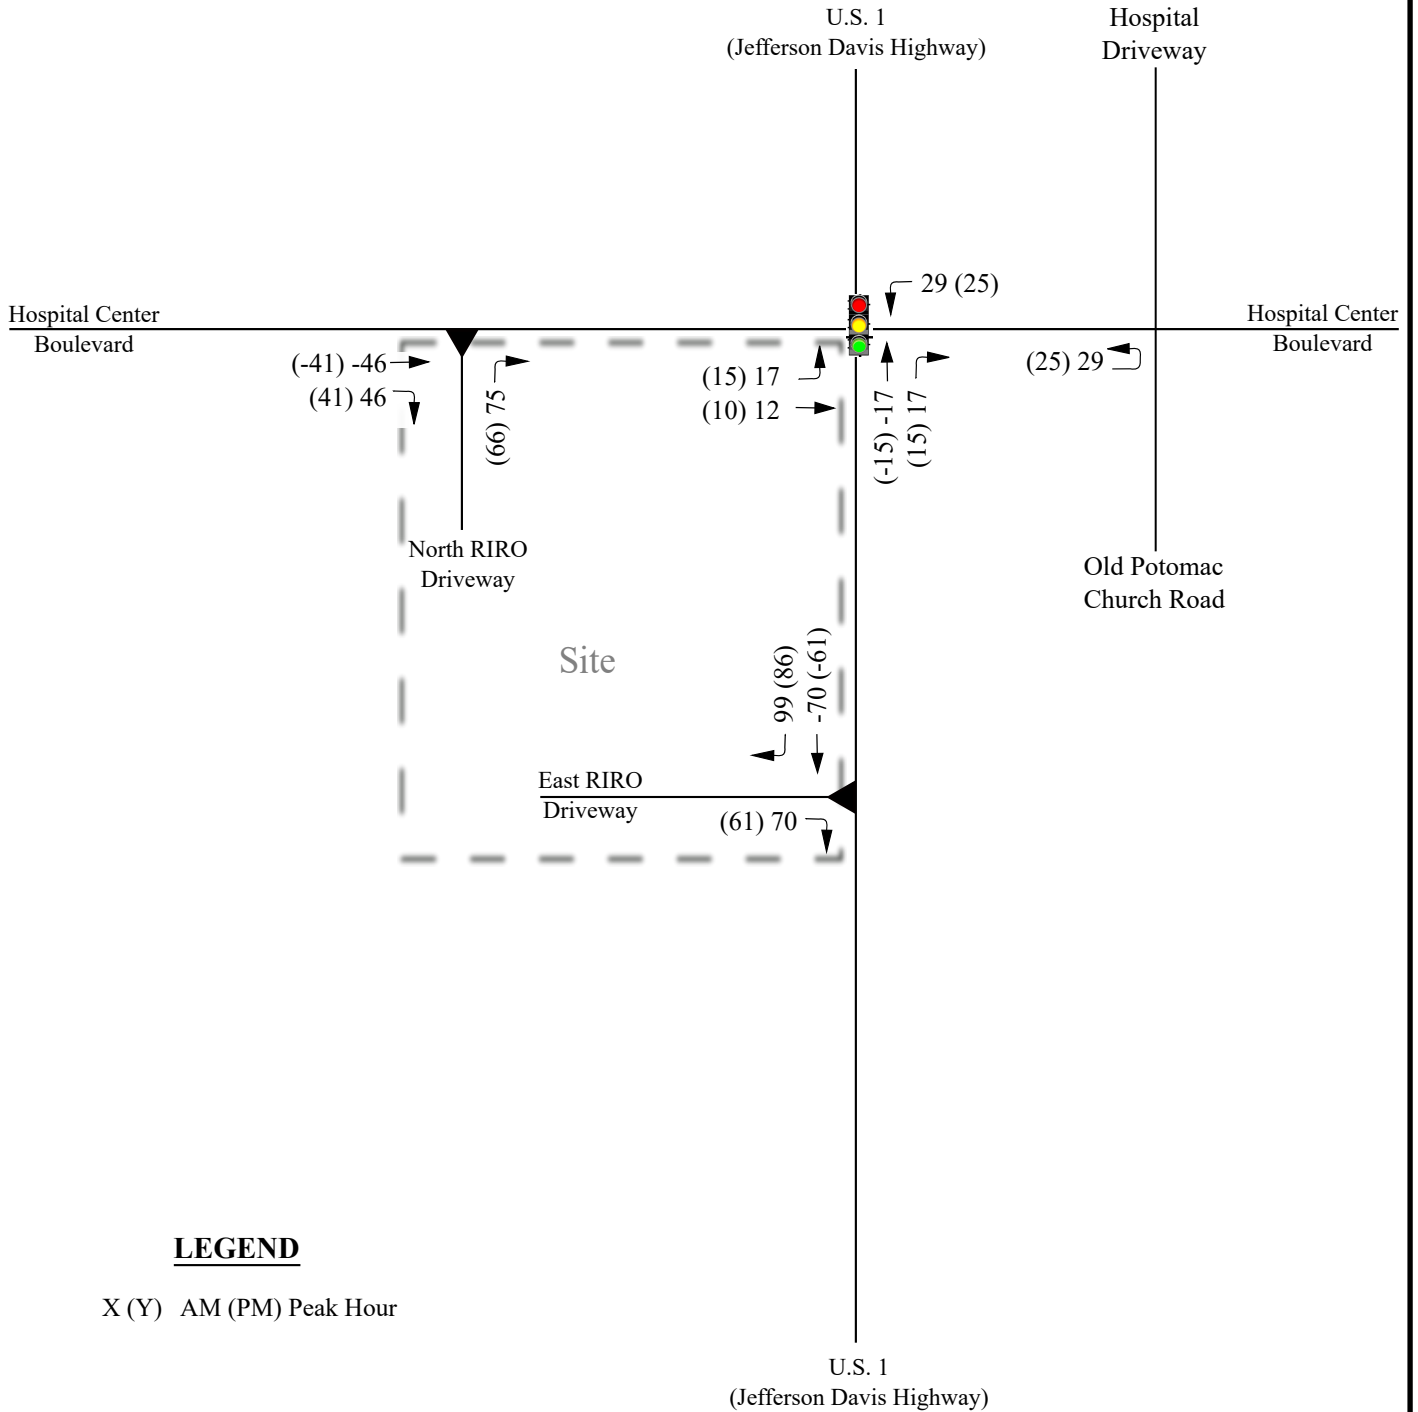 U.S. 1
(Jefferson Davis Highway)
Hospital
Driveway
29 (25)
Hospital Center
Boulevard
Hospital Center
Boulevard
(-41) -46
(41) 46
(66) 75
(15) 17
(10) 12
(-15) -17
(15) 17
(25) 29
North RIRO
Driveway
Old Potomac
Church Road
Site
99 (86)
-70 (-61)
East RIRO
Driveway
(61) 70
LEGEND
X (Y) AM (PM) Peak Hour
U.S. 1
(Jefferson Davis Highway)